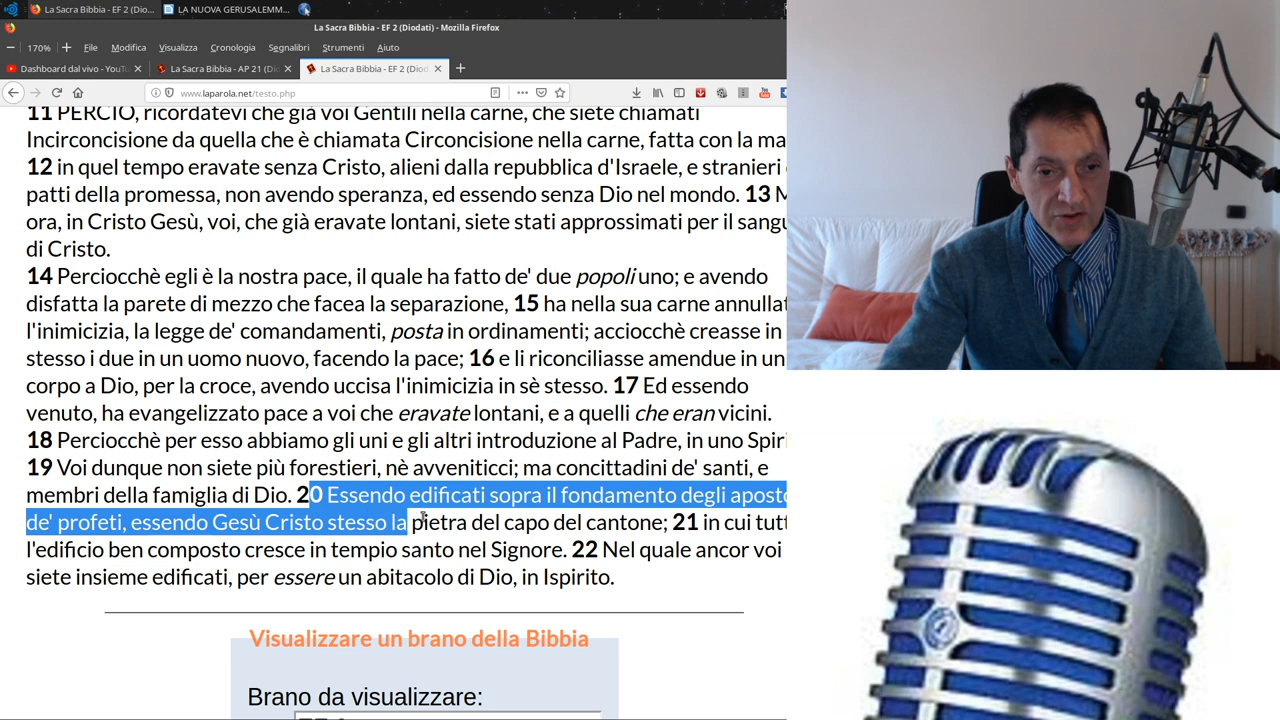 La Sacra Bibbia - EF 2 (Dio...
LA NUOVA GERUSALEMM...
La Sacra Bibbia - EF 2 (Diodati) - Mozilla Firefox
170% File Modifica Visualizza Cronologia Segnalibri Strumenti Aiuto
Dashboard dal vivo - YouTu
La Sacra Bibbia - AP 21 (Di
La Sacra Bibbia - EF 2 (Diod
www.laparola.net/testo.php
11 PERCIÒ, ricordatevi che già voi Gentili nella carne, che siete chiamati
Incirconcisione da quella che è chiamata Circoncisione nella carne, fatta con la ma
12 in quel tempo eravate senza Cristo, alieni dalla repubblica d'Israele, e stranieri
patti della promessa, non avendo speranza, ed essendo senza Dio nel mondo. 13 M
ora, in Cristo Gesù, voi, che già eravate lontani, siete stati approssimati per il sangu
di Cristo.
14 Perciocchè egli è la nostra pace, il quale ha fatto de' due popoli uno; e avendo
disfatta la parete di mezzo che facea la separazione, 15 ha nella sua carne annullat
l'inimicizia, la legge de' comandamenti, posta in ordinamenti; acciocchè creasse in
stesso i due in un uomo nuovo, facendo la pace; 16 e li riconciliasse amendue in un
corpo a Dio, per la croce, avendo uccisa l'inimicizia in sè stesso. 17 Ed essendo
venuto, ha evangelizzato pace a voi che eravate lontani, e a quelli che eran vicini.
18 Perciocchè per esso abbiamo gli uni e gli altri introduzione al Padre, in uno Spiri
19 Voi dunque non siete più forestieri, nè avveniticci; ma concittadini de' santi, e
membri della famiglia di Dio. 20 Essendo edificati sopra il fondamento degli aposto
de' profeti, essendo Gesù Cristo stesso la pietra del capo del cantone; 21 in cui tutt
l'edificio ben composto cresce in tempio santo nel Signore. 22 Nel quale ancor voi
siete insieme edificati, per essere un abitacolo di Dio, in Ispirito.
Visualizzare un brano della Bibbia
Brano da visualizzare: